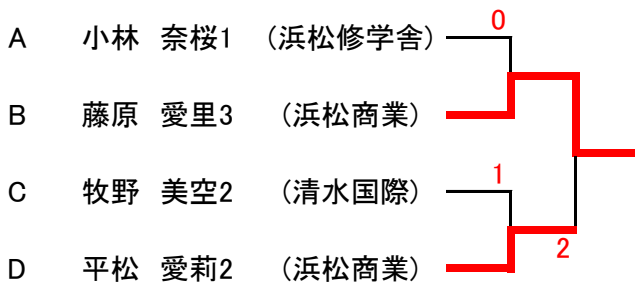 0
A 小林 奈桜1 (浜松修学舎)
B 藤原 愛里3 (浜松商業)
1
C 牧野 美空2 (清水国際)
2
D 平松 愛莉2 (浜松商業)